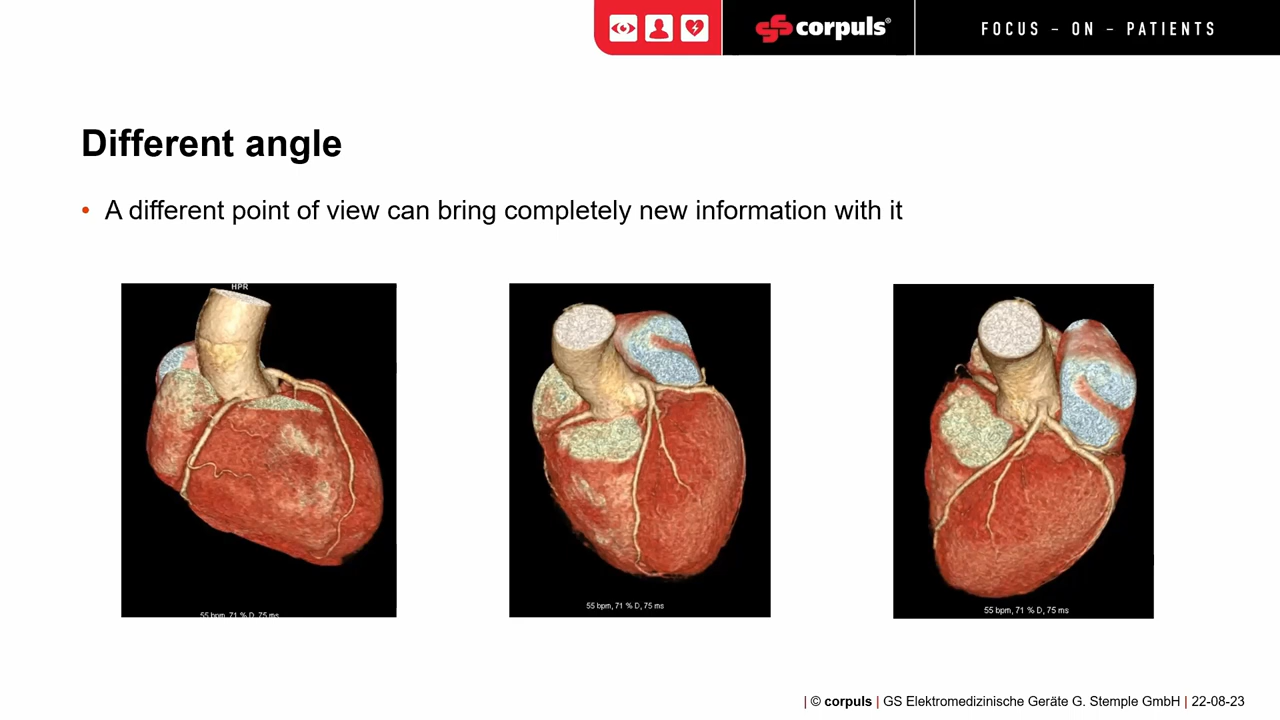 corpuls®
FOCUS – ON – PATIENTS
Different angle
• A different point of view can bring completely new information with it
HPR
55 bpm, 71 % D, 75 ms
55 bpm, 71 % D, 75 ms
55 bpm, 71 % D, 75 ms
| © corpuls | GS Elektromedizinische Geräte G. Stemple GmbH | 22-08-23